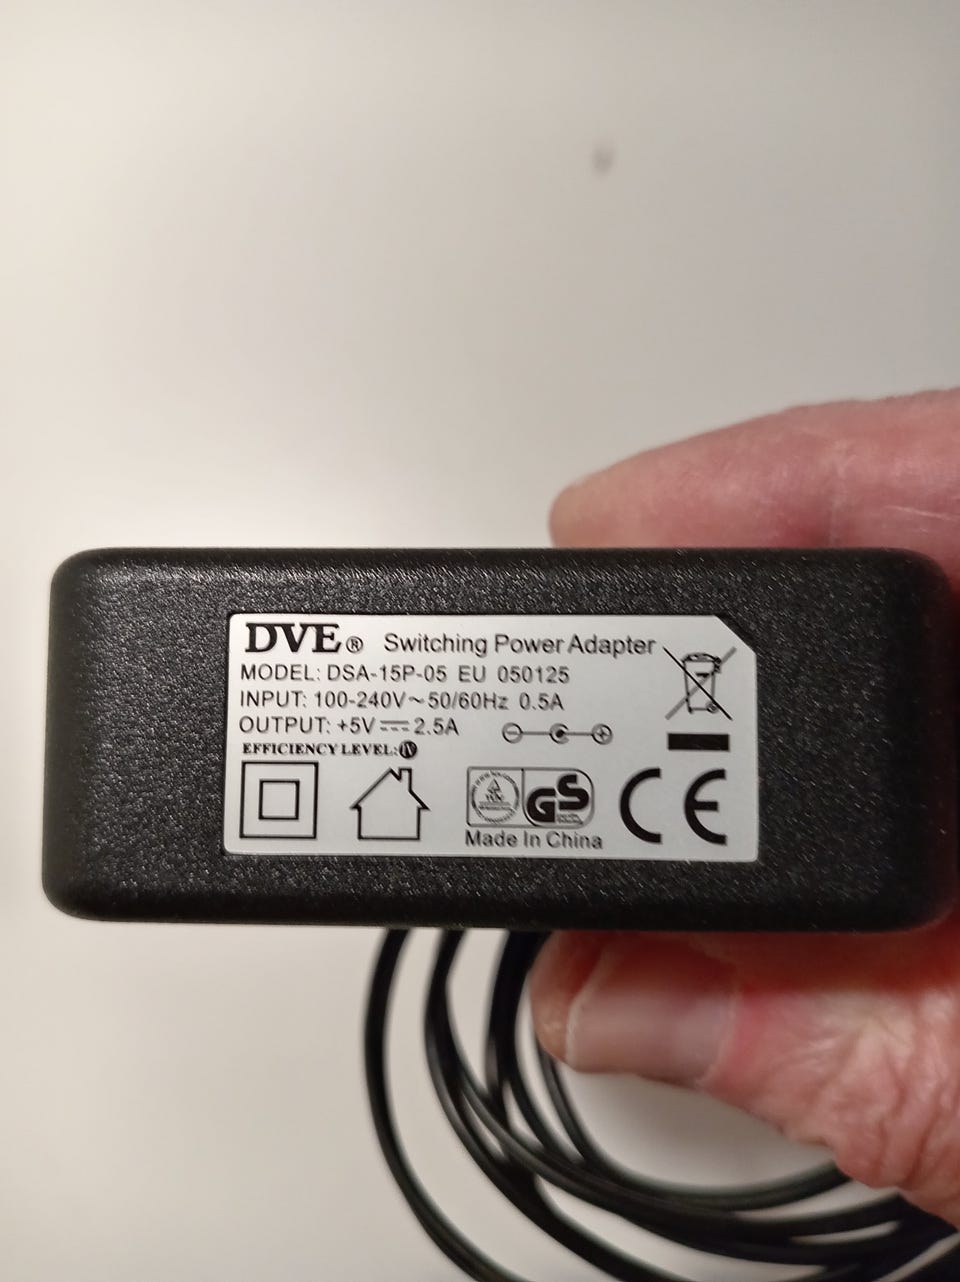 DVE® Switching Power Adapter
MODEL: DSA-15P-05 EU 050125
INPUT: 100-240V~50/60Hz 0.5A
OUTPUT: +5V⎓2.5A
EFFICIENCY LEVEL: IV
GS
CE
Made In China